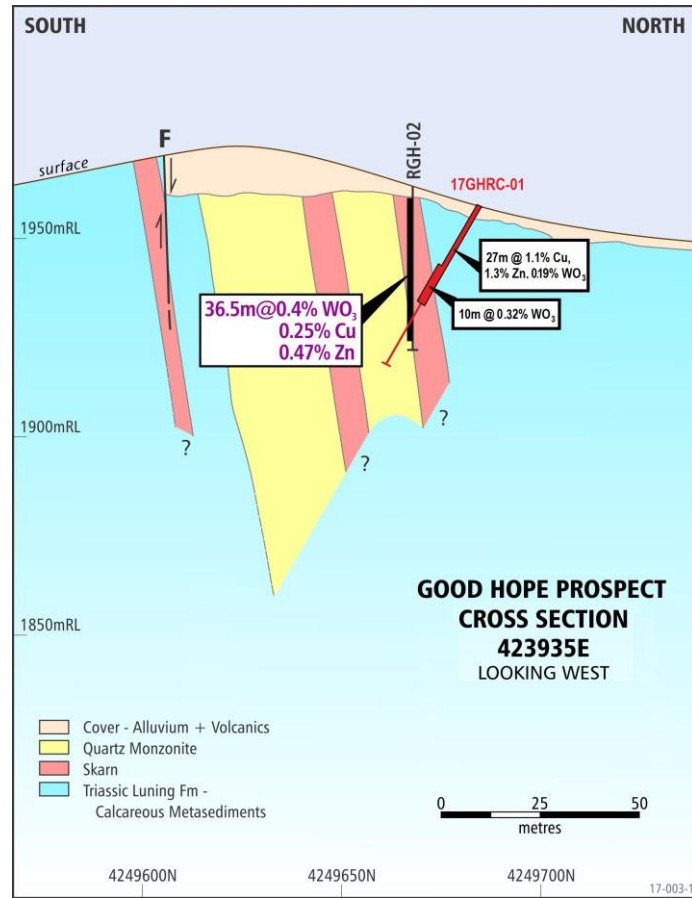 SOUTH
NORTH
F
surface
RGH-02
17GHRC-01
1950mRL
27m @ 1.1% Cu,
1.3% Zn. 0.19% WO₃
10m @ 0.32% WO₃
36.5m@0.4% WO₃
0.25% Cu
0.47% Zn
1900mRL
?
?
?
1850mRL
GOOD HOPE PROSPECT
CROSS SECTION
423935E
LOOKING WEST
Cover - Alluvium + Volcanics
Quartz Monzonite
Skarn
Triassic Luning Fm -
Calcareous Metasediments
0 25 50
metres
4249600N 4249650N 4249700N
17-003-1